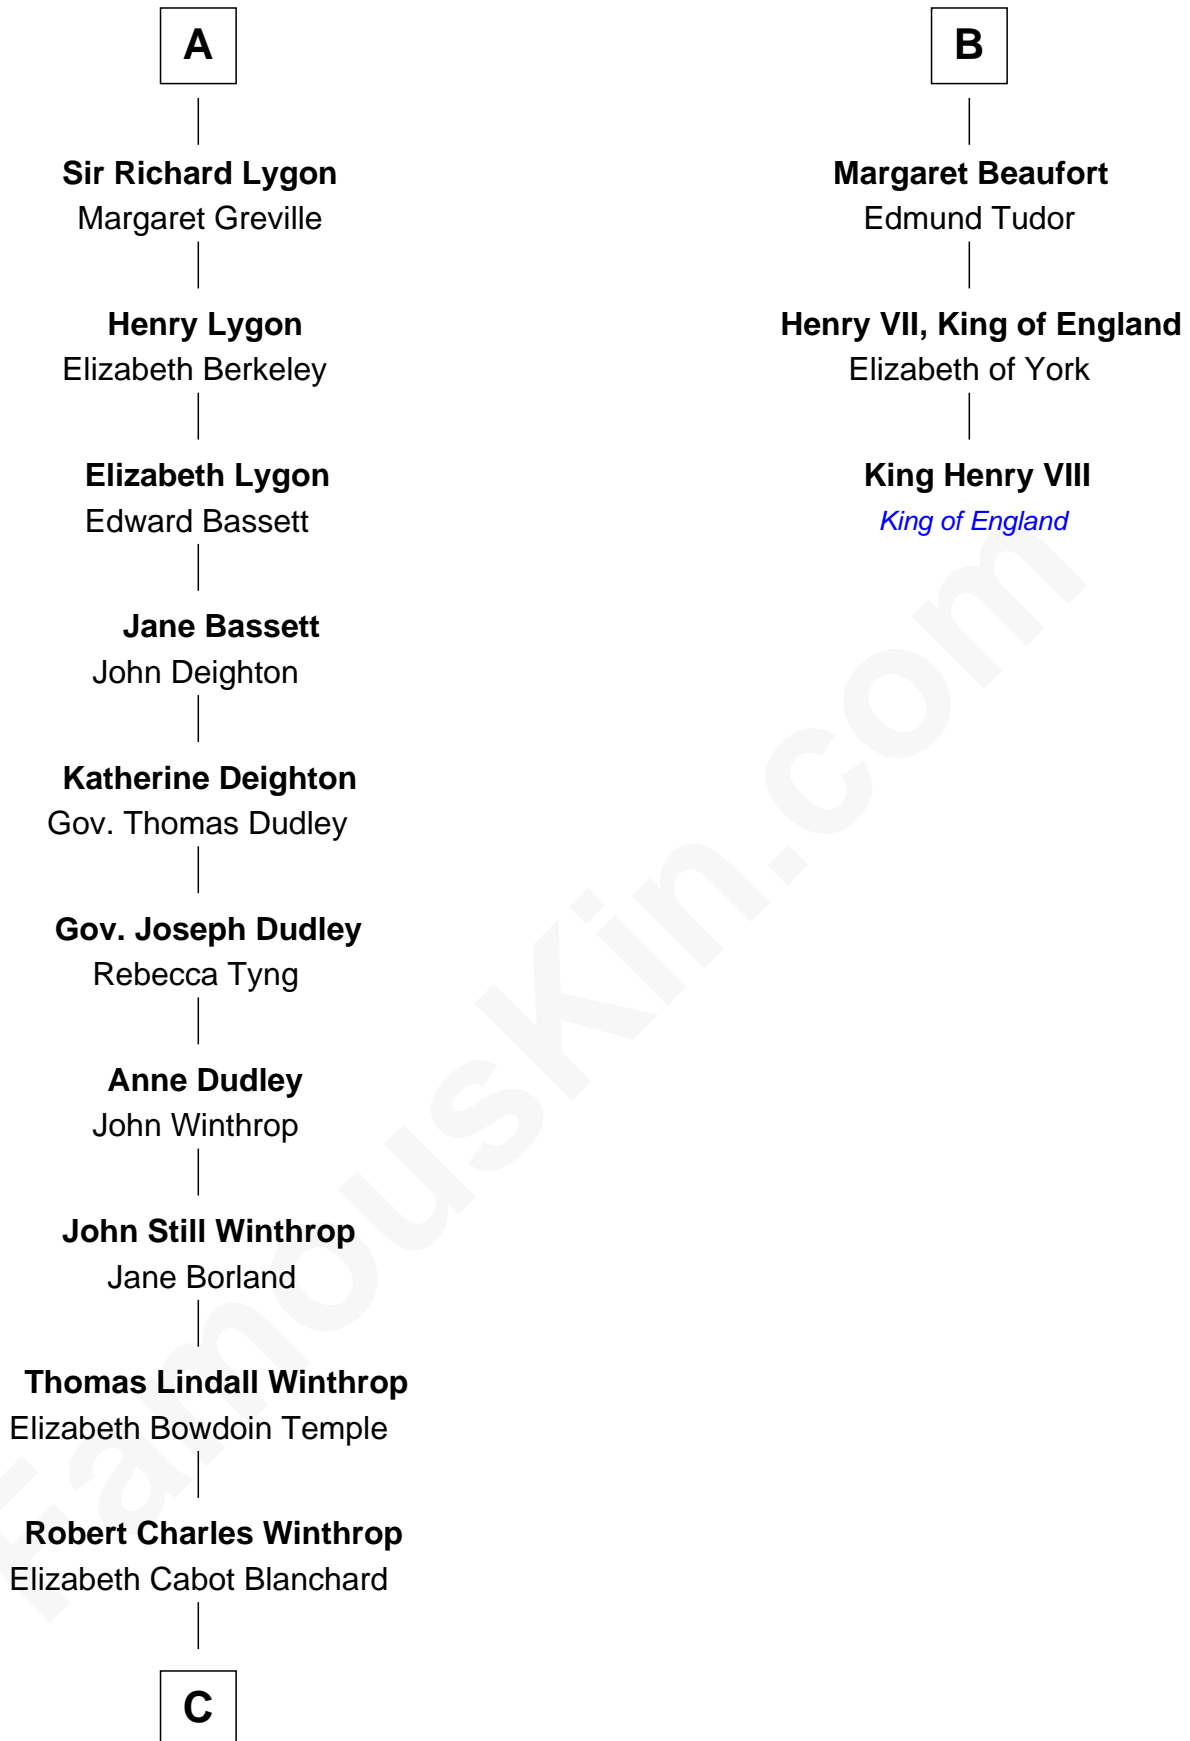 A
Sir Richard Lygon
Margaret Greville
Henry Lygon
Elizabeth Berkeley
Elizabeth Lygon
Edward Bassett
Jane Bassett
John Deighton
Katherine Deighton
Gov. Thomas Dudley
Gov. Joseph Dudley
Rebecca Tyng
Anne Dudley
John Winthrop
John Still Winthrop
Jane Borland
Thomas Lindall Winthrop
Elizabeth Bowdoin Temple
Robert Charles Winthrop
Elizabeth Cabot Blanchard
C
B
Margaret Beaufort
Edmund Tudor
Henry VII, King of England
Elizabeth of York
King Henry VIII
King of England
FamousKin.com